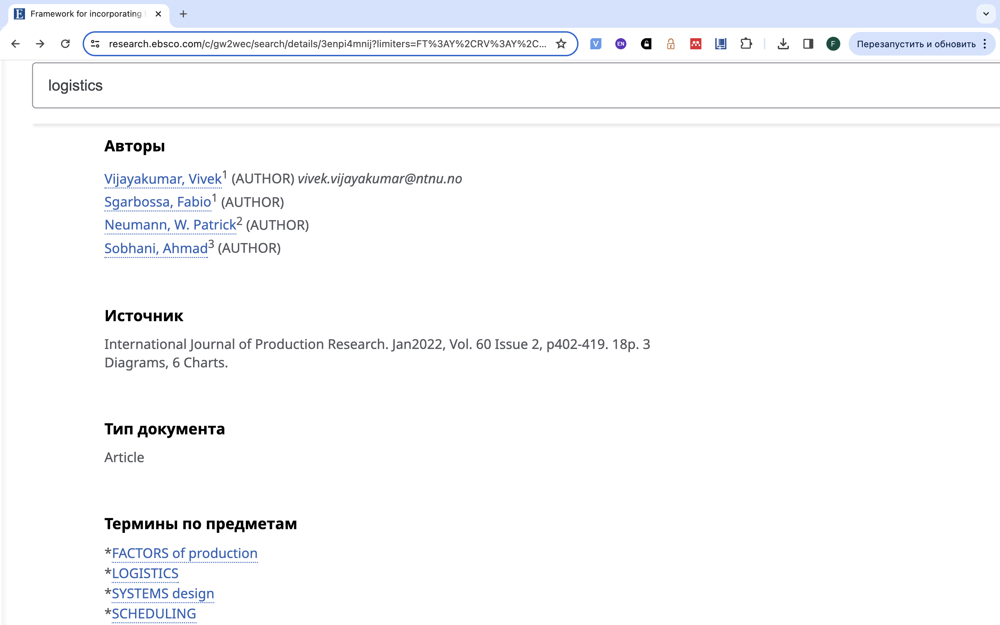 Framework for incorporating
research.ebsco.com/c/gw2wec/search/details/3enpi4mnij?limiters=FT%3AY%2CRV%3AY%2C...
V
EN
F
Перезапустить и обновить
logistics
Авторы
Vijayakumar, Vivek1 (AUTHOR) vivek.vijayakumar@ntnu.no
Sgarbossa, Fabio1 (AUTHOR)
Neumann, W. Patrick2 (AUTHOR)
Sobhani, Ahmad3 (AUTHOR)
Источник
International Journal of Production Research. Jan2022, Vol. 60 Issue 2, p402-419. 18p. 3
Diagrams, 6 Charts.
Тип документа
Article
Термины по предметам
*FACTORS of production
*LOGISTICS
*SYSTEMS design
*SCHEDULING